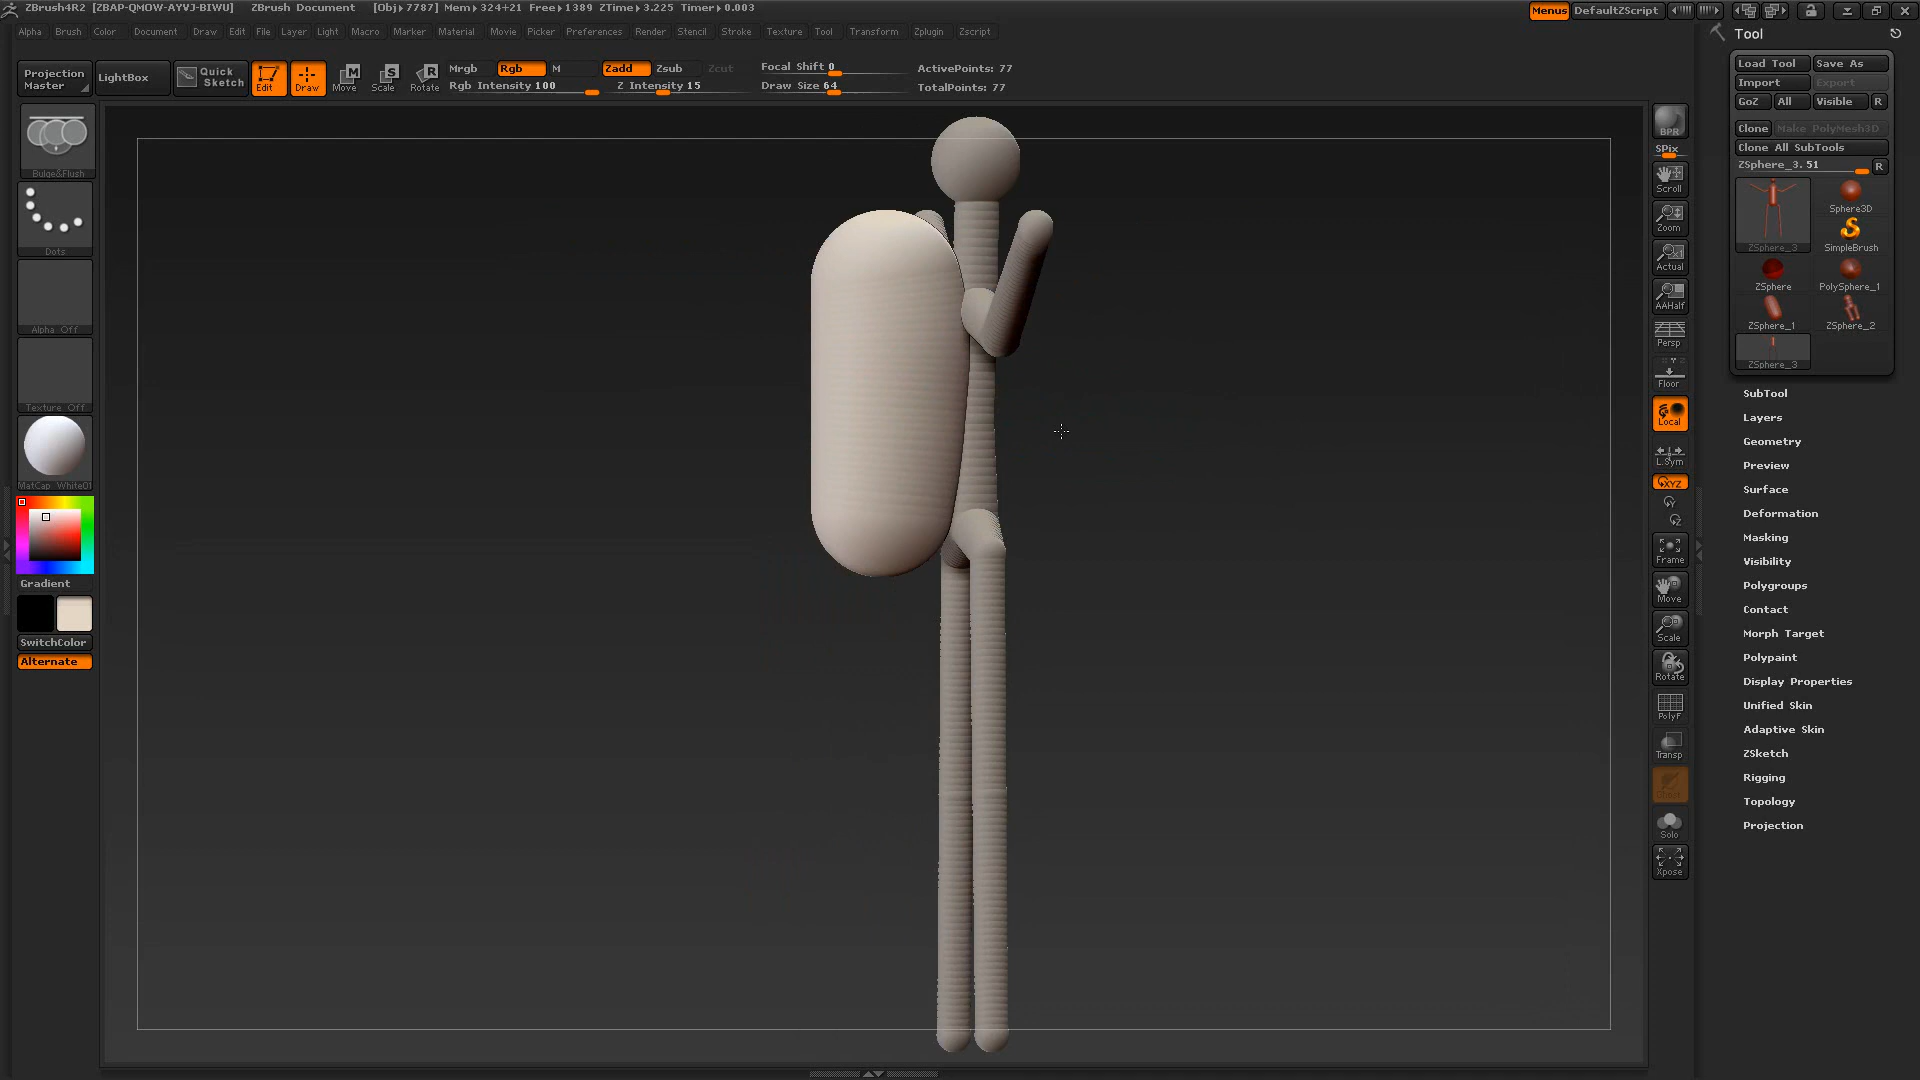 ZBrush4R2 [ZBAP-QMOW-AYVJ-BIWU] ZBrush Document [Obj 7787] Mem 324+21 Free 1389 ZTime 3.225 Timer 0.003 Menus DefaultZScript
Alpha Brush Color Document Draw Edit File Layer Light Macro Marker Material Movie Picker Preferences Render Stencil Stroke Texture Tool Transform Zplugin Zscript
Tool
Load Tool Save As
Import Export
GoZ All Visible R
Clone Make PolyMesh3D
Clone All SubTools
ZSphere_3. 51 R
ZSphere_3
Sphere3D
SimpleBrush
ZSphere
PolySphere_1
ZSphere_1
ZSphere_2
ZSphere_3
SubTool
Layers
Geometry
Preview
Surface
Deformation
Masking
Visibility
Polygroups
Contact
Morph Target
Polypaint
Display Properties
Unified Skin
Adaptive Skin
ZSketch
Rigging
Topology
Projection
Projection Master
LightBox
Quick Sketch
Edit
Draw
Move
Scale
Rotate
Mrgb Rgb M
Rgb Intensity 100
Zadd Zsub Zcut
Z Intensity 15
Focal Shift 0
Draw Size 64
ActivePoints: 77
TotalPoints: 77
Dots
Alpha Off
Texture Off
MatCap White01
Gradient
SwitchColor
Alternate
BPR
SPix
Scroll
Zoom
Actual
AAHalf
Persp
Floor
Local
L.Sym
XYZ
Frame
Move
Scale
Rotate
PolyF
Transp
Solo
Xpose